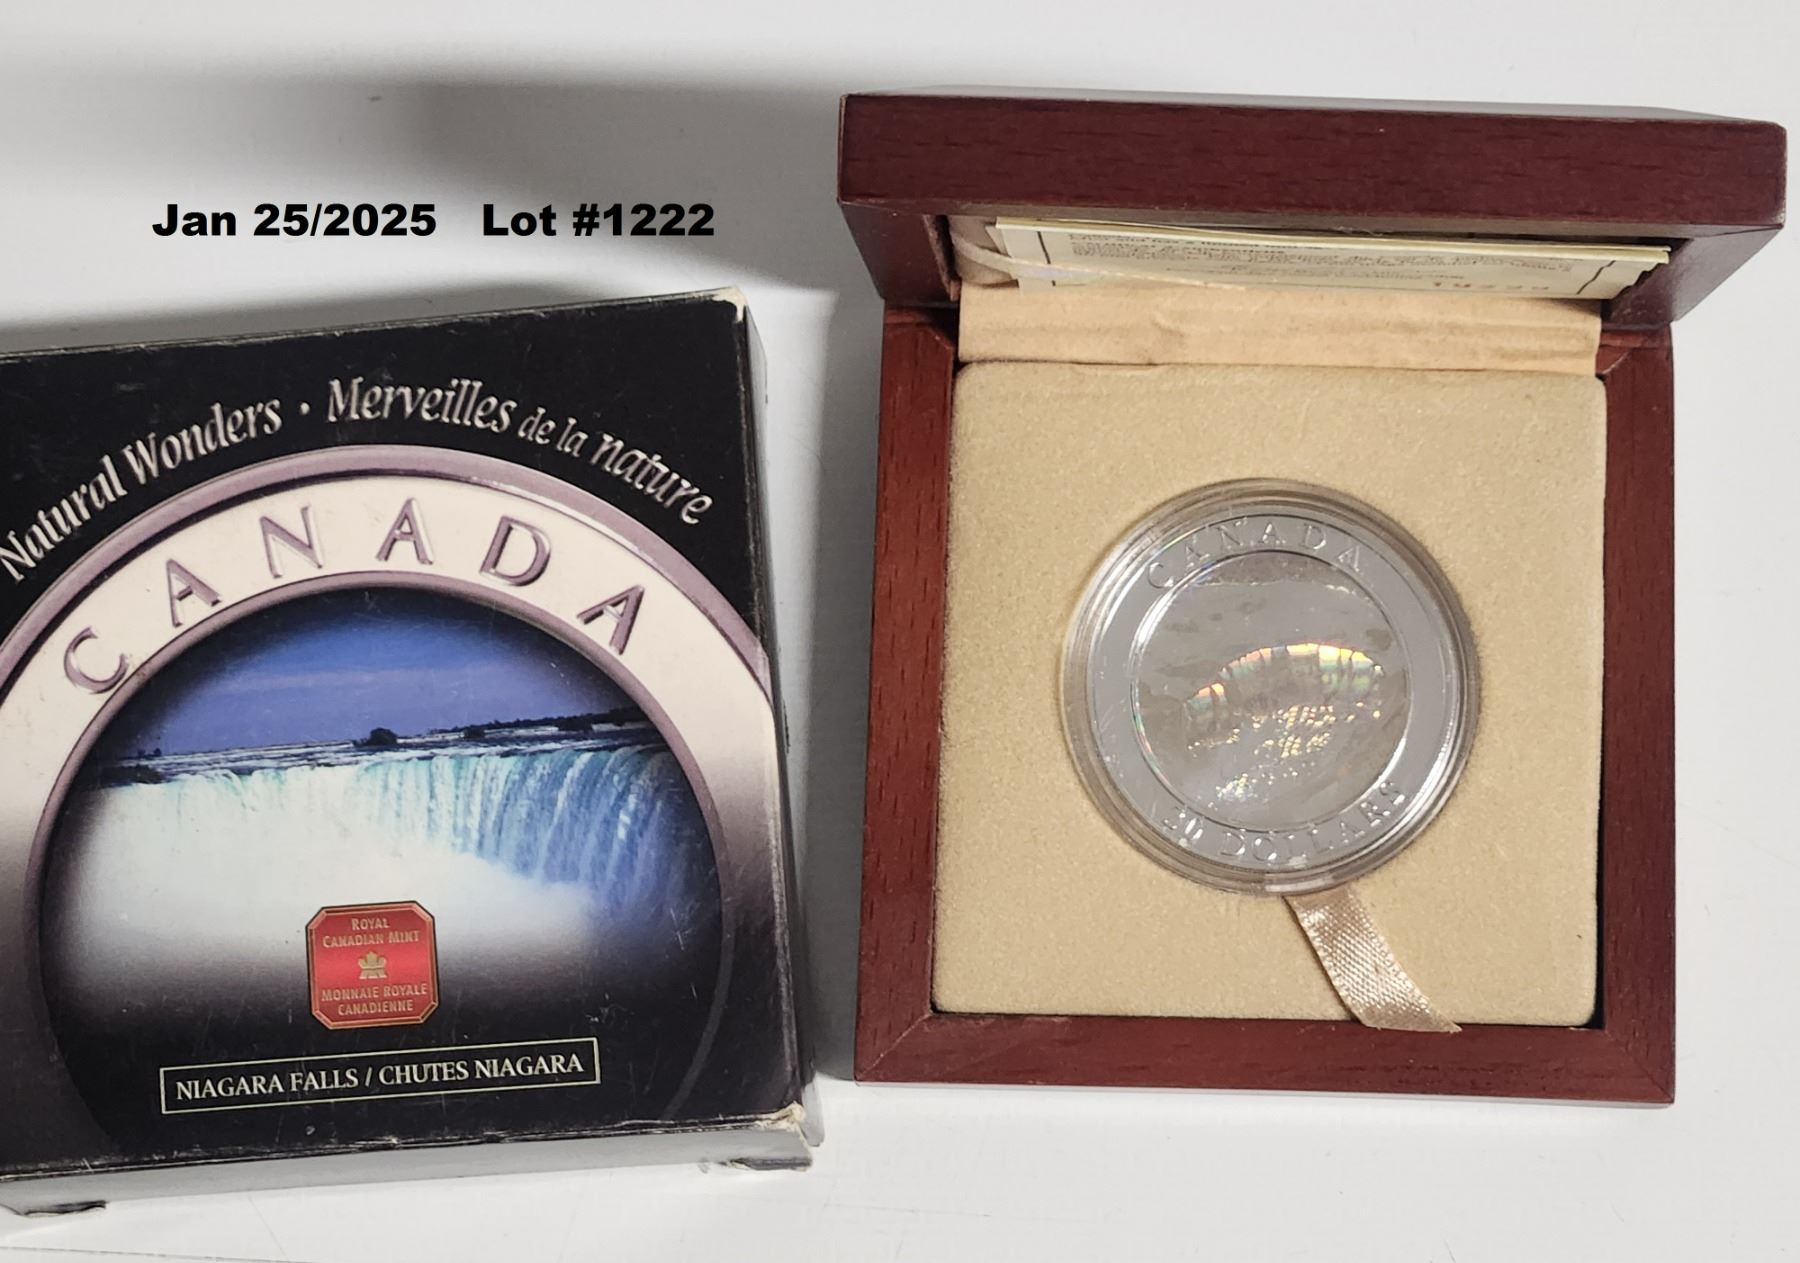 Jan 25/2025 Lot #1222
Natural Wonders · Merveilles de la nature
CANADA
ROYAL
CANADIAN MINT
MONNAIE ROYALE
CANADIENNE
NIAGARA FALLS / CHUTES NIAGARA
CANADA
20 DOLLARS